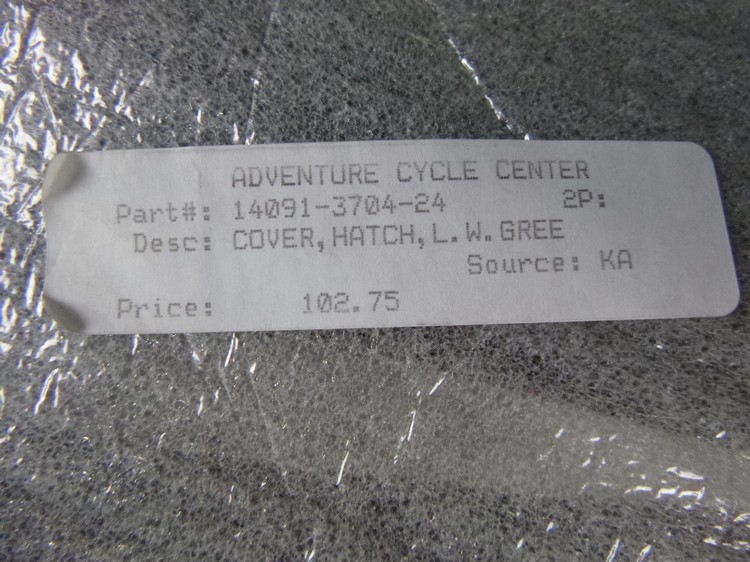 ADVENTURE CYCLE CENTER
Part#: 14091-3704-24 2P:
Desc: COVER,HATCH,L.W.GREE
Source: KA
Price: 102.75